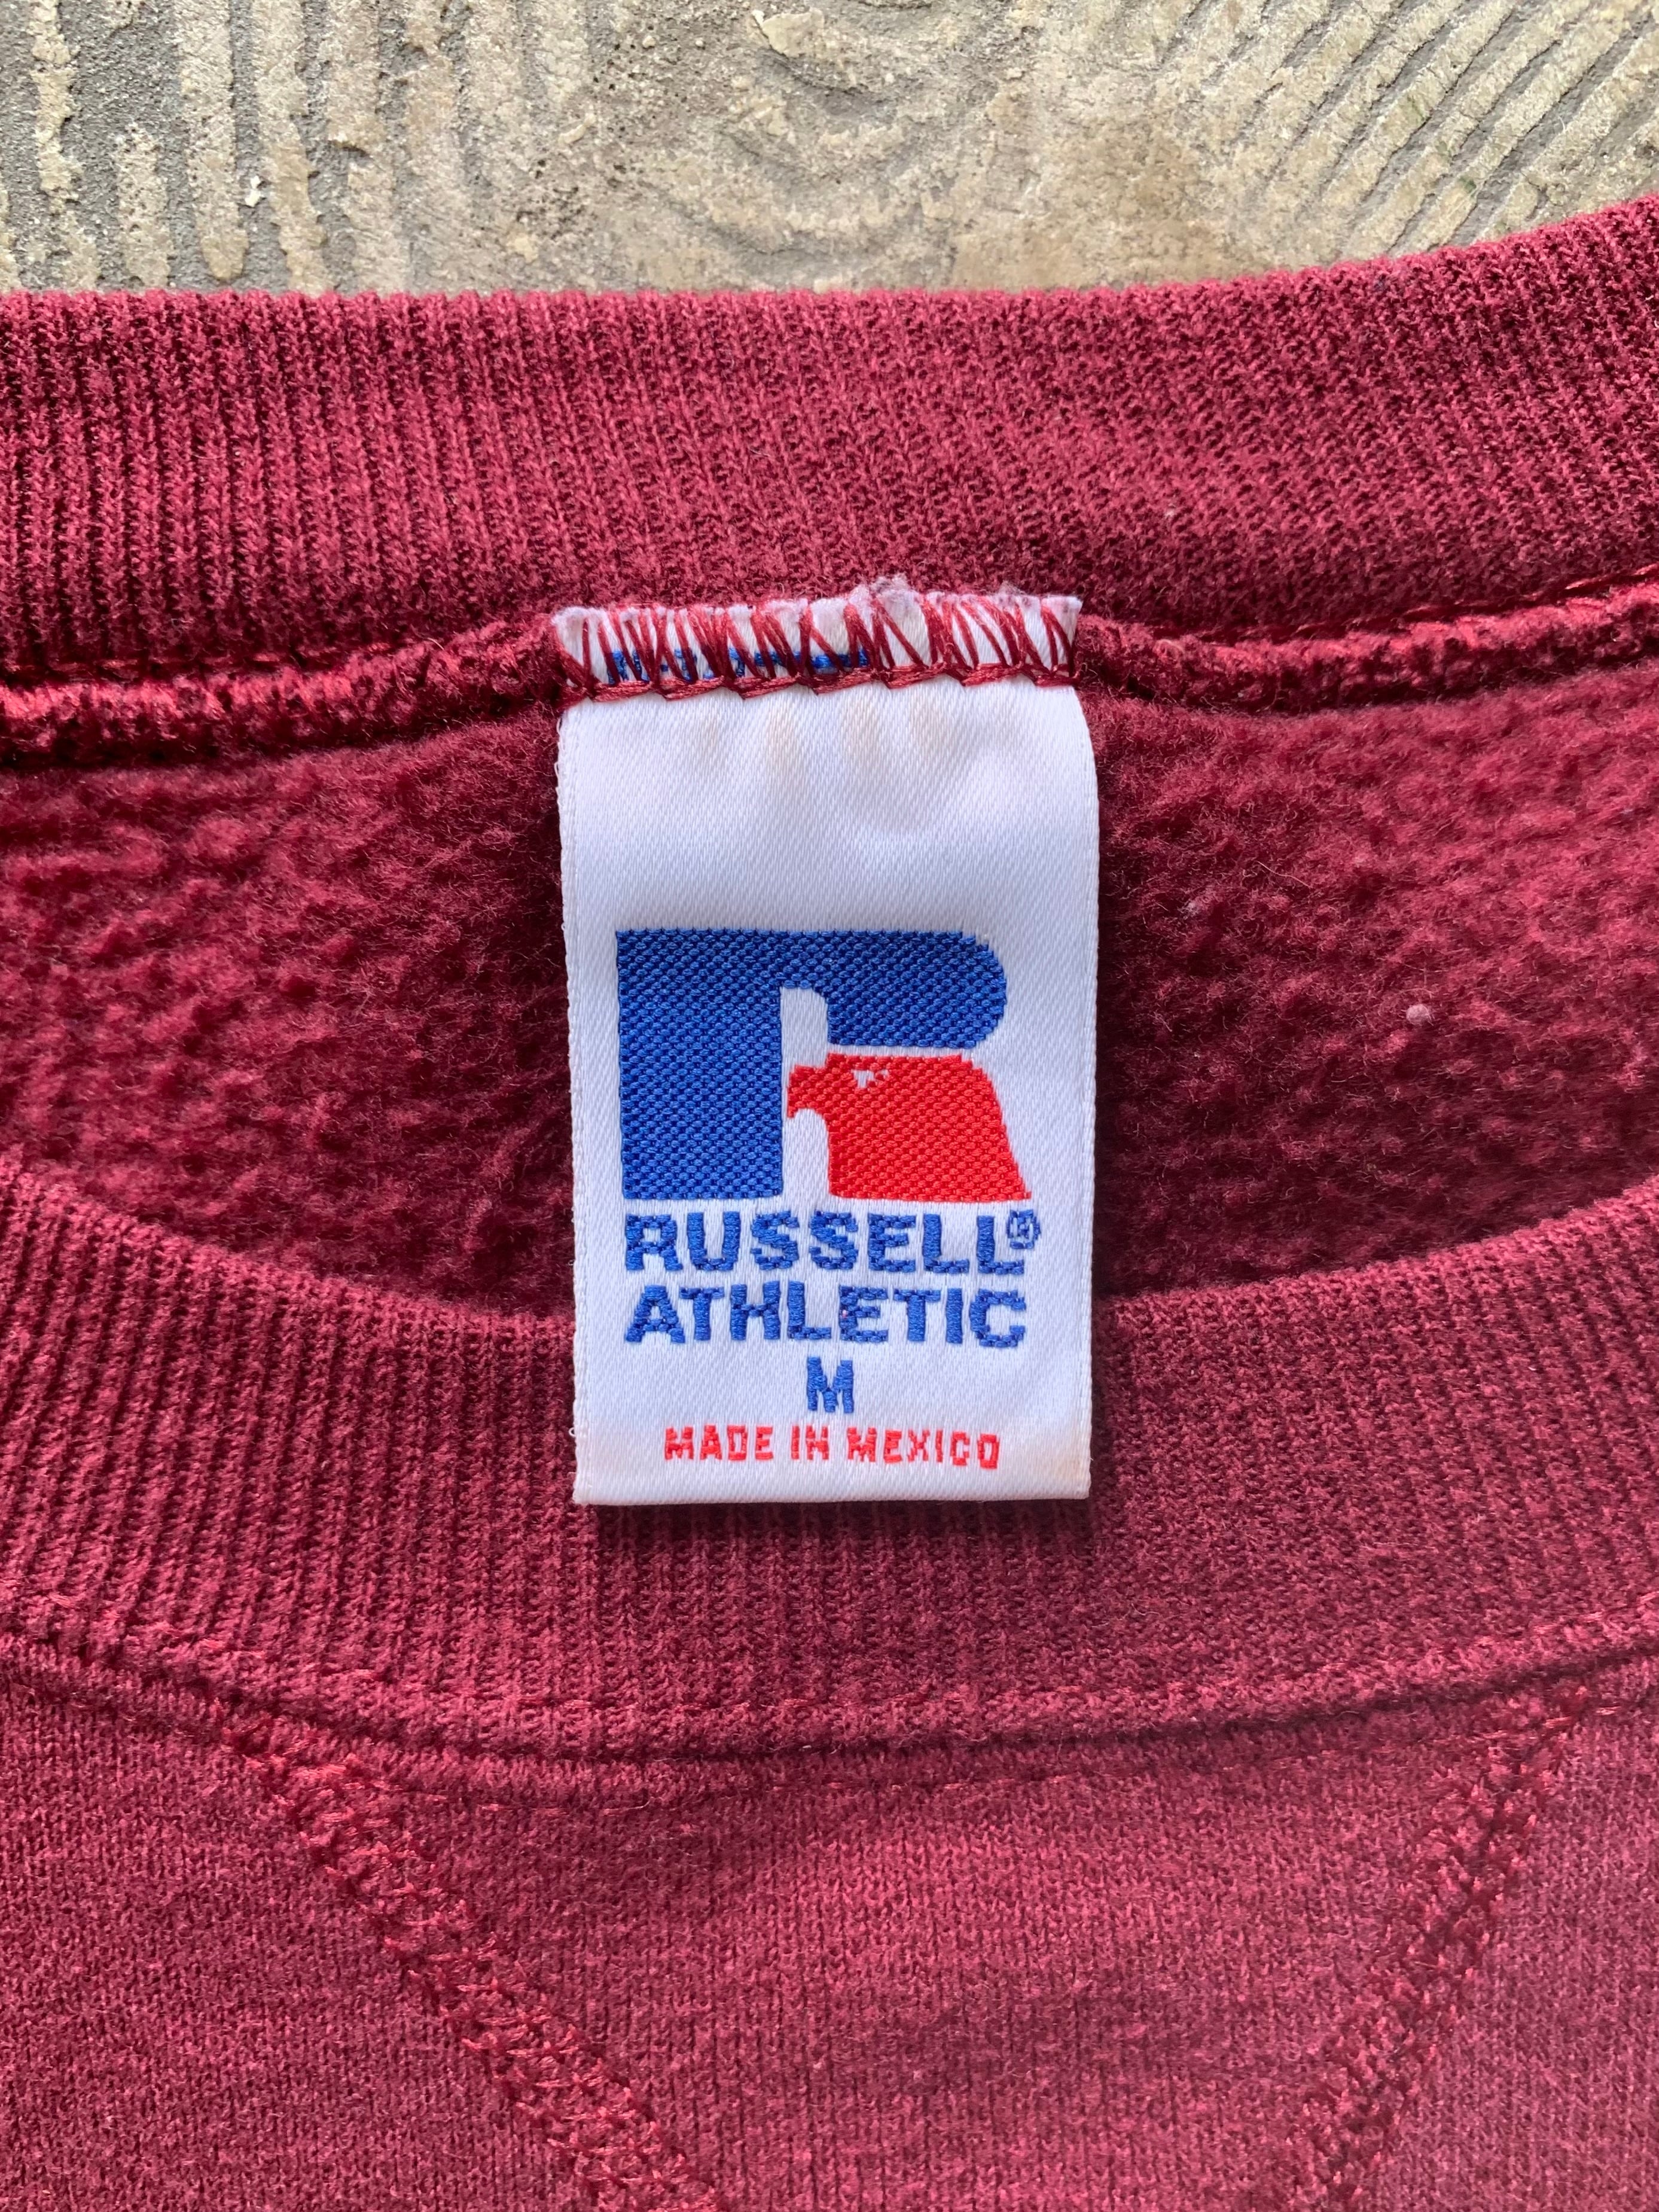 RUSSELL®
ATHLETIC
M
MADE IN MEXICO